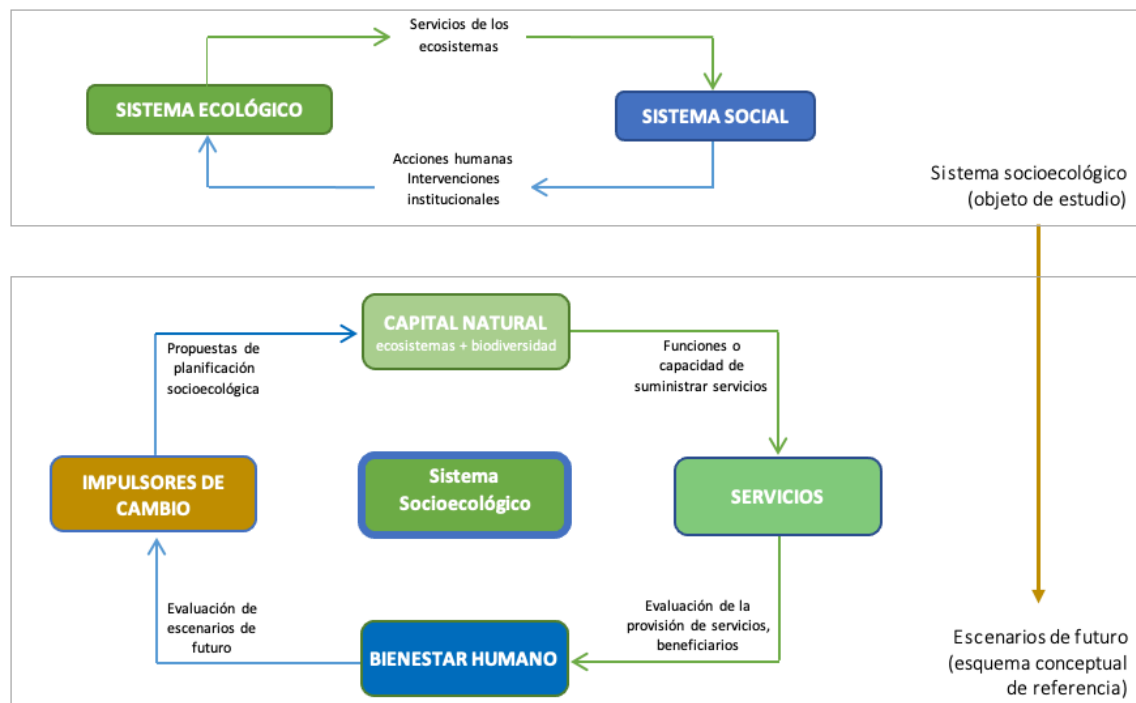 Servicios de los
ecosistemas
SISTEMA ECOLÓGICO
SISTEMA SOCIAL
Acciones humanas
Intervenciones
institucionales
Sistema socioecológico
(objeto de estudio)
CAPITAL NATURAL
ecosistemas + biodiversidad
Propuestas de
planificación
socioecológica
Funciones o
capacidad de
suministrar servicios
IMPULSORES DE
CAMBIO
Sistema
Socioecológico
SERVICIOS
Evaluación de
escenarios de
futuro
Evaluación de la
provisión de servicios,
beneficiarios
BIENESTAR HUMANO
Escenarios de futuro
(esquema conceptual
de referencia)